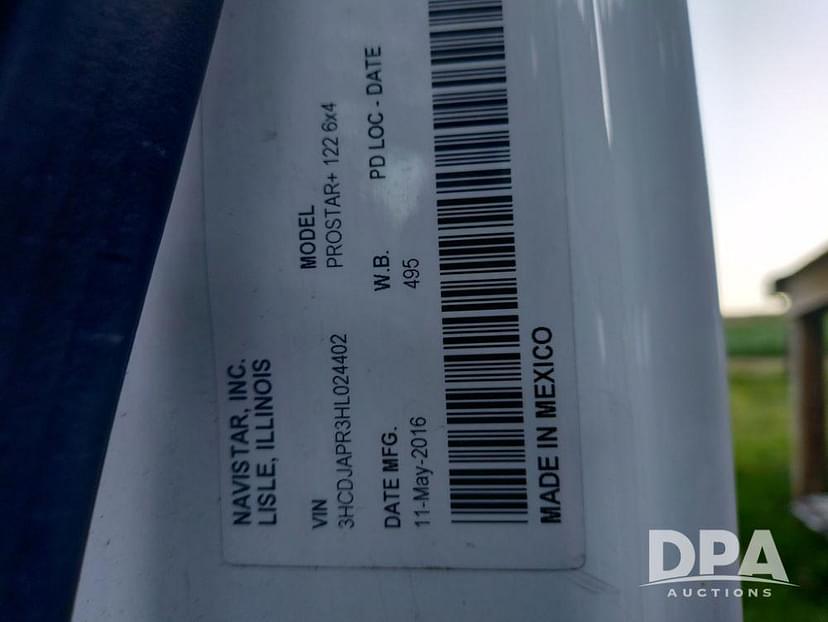 NAVISTAR, INC.
LISLE, ILLINOIS
VIN
3HCDJAPR3HL024402
MODEL
PROSTAR+ 122 6x4
DATE MFG.
11-May-2016
W.B.
495
PD LOC - DATE
MADE IN MEXICO
DPA
AUCTIONS